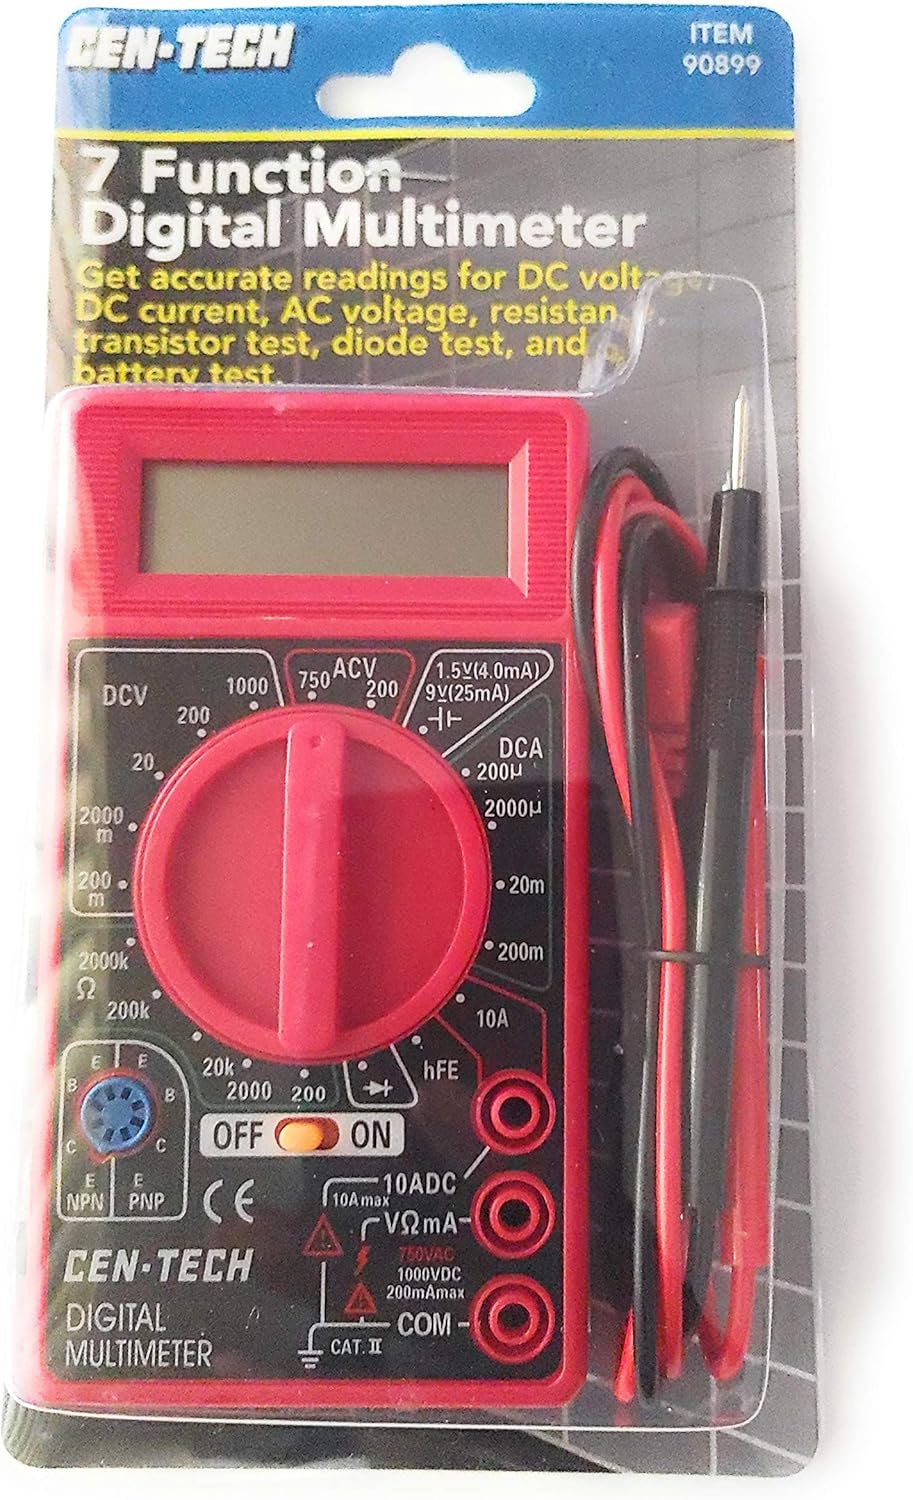 CEN-TECH
ITEM
90899
7 Function
Digital Multimeter
Get accurate readings for DC voltage,
DC current, AC voltage,
transistor test, diode test, and
battery test.
DCV
1000
750
ACV
200
1.5V(4.0mA)
9V(25mA)
200
20
2000
m
200
m
2000k
Ω
200k
20k
2000
200
DCA
200µ
2000µ
20m
200m
10A
hFE
E
E
B
B
C
C
E
E
NPN
PNP
OFF
ON
CE
10ADC
10Amax
VΩmA
750VAC
1000VDC
200mAmax
COM
CAT. II
CEN-TECH
DIGITAL
MULTIMETER